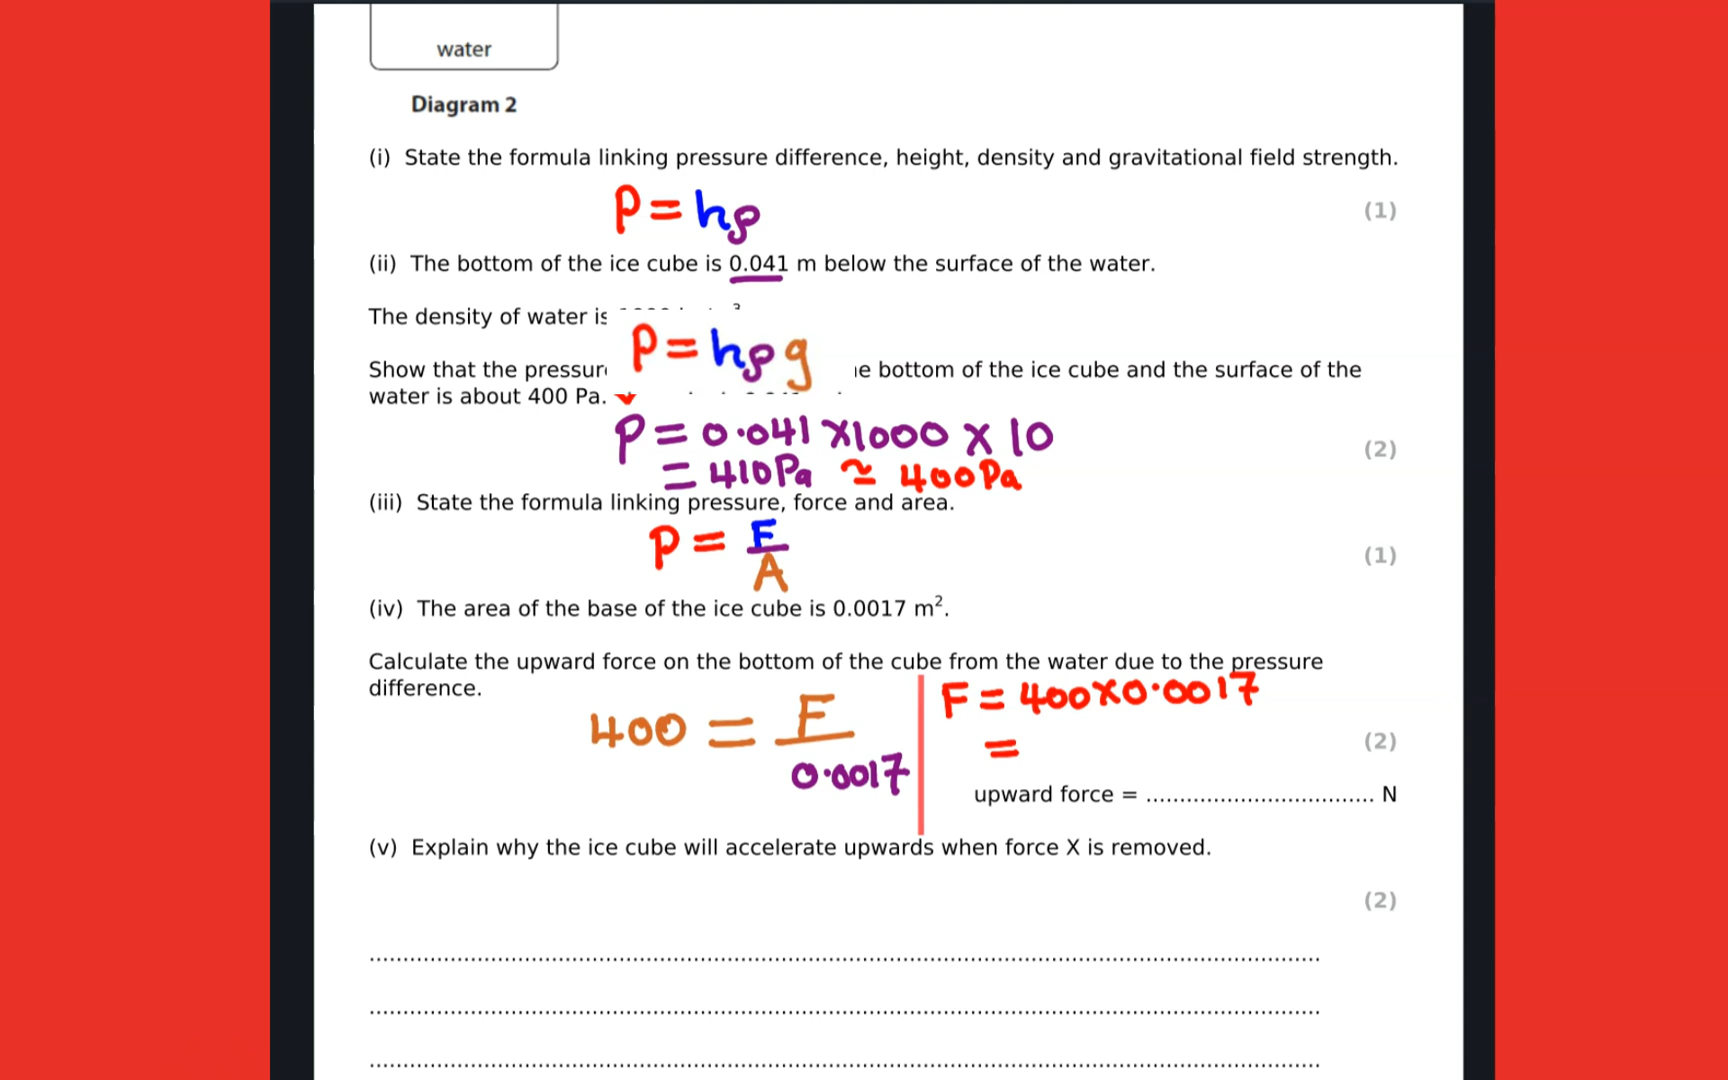 water
Diagram 2
(i) State the formula linking pressure difference, height, density and gravitational field strength.
P = hρ
(1)
(ii) The bottom of the ice cube is 0.041 m below the surface of the water.
The density of water is
P = hρg
Show that the pressure bottom of the ice cube and the surface of the
water is about 400 Pa.
P = 0.041 × 1000 × 10
(2)
= 410Pa ≃ 400Pa
(iii) State the formula linking pressure, force and area.
P = F/A
(1)
(iv) The area of the base of the ice cube is 0.0017 m².
Calculate the upward force on the bottom of the cube from the water due to the pressure
difference.
400 = F/0.0017
F = 400×0.0017
=
(2)
upward force = .................................. N
(v) Explain why the ice cube will accelerate upwards when force X is removed.
(2)